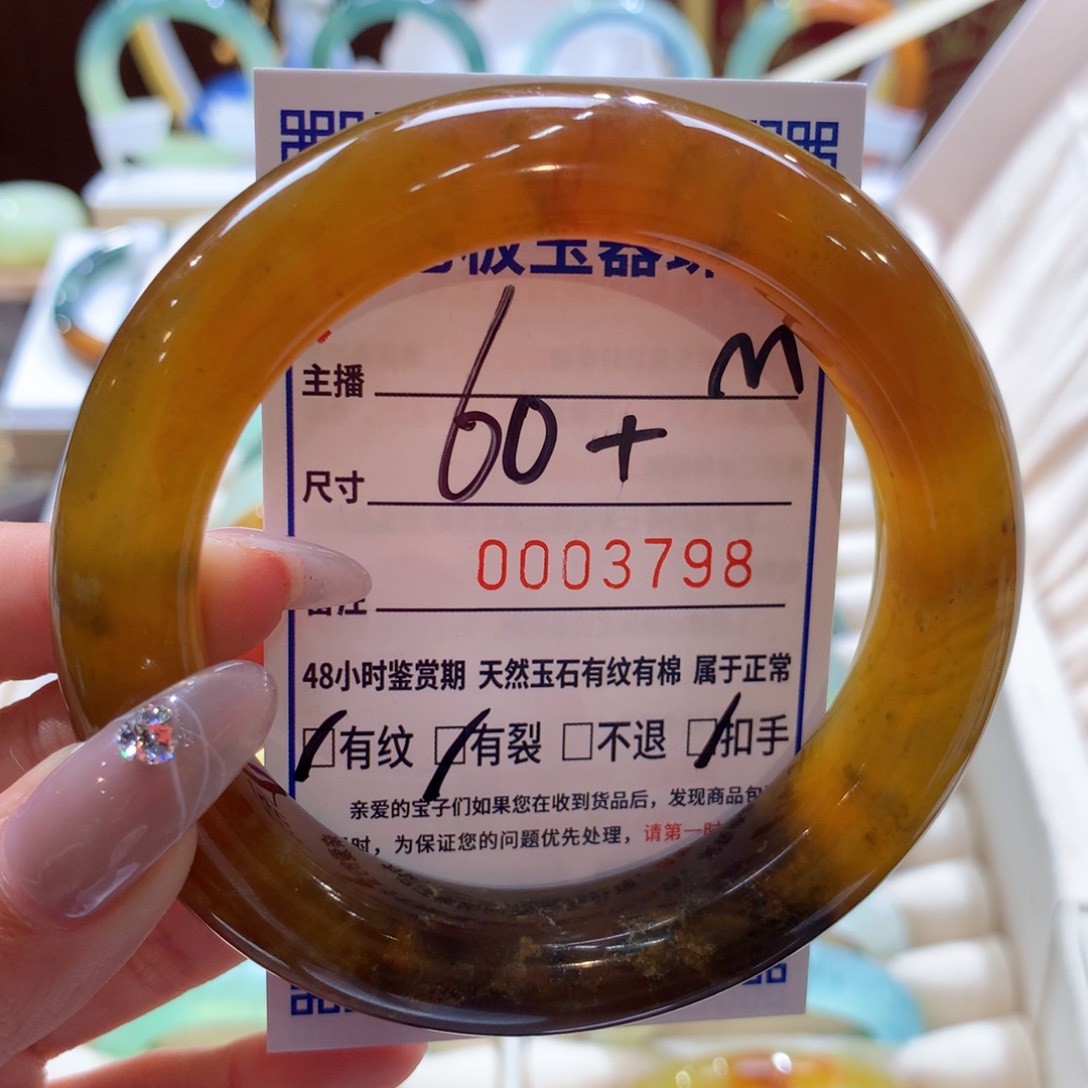 玉器
主播 M
尺寸 60+
0003798
备注
48小时鉴赏期 天然玉石有纹有棉 属于正常
□有纹 □有裂 □不退 □扣手
亲爱的宝子们如果您在收到货品后，发现商品包
时，为保证您的问题优先处理，请第一时